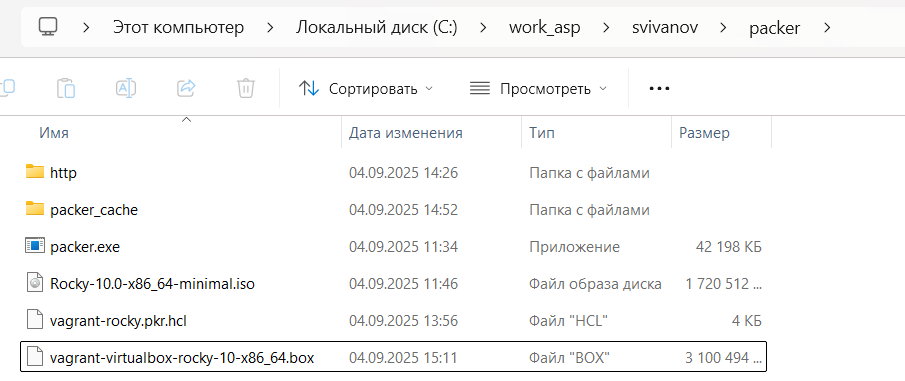 Этот компьютер > Локальный диск (C:) > work_asp > svivanov > packer >
Сортировать Просмотреть •••
Имя Дата изменения Тип Размер
http 04.09.2025 14:26 Папка с файлами
packer_cache 04.09.2025 14:52 Папка с файлами
packer.exe 04.09.2025 11:34 Приложение 42 198 КБ
Rocky-10.0-x86_64-minimal.iso 04.09.2025 11:46 Файл образа диска 1 720 512 ...
vagrant-rocky.pkr.hcl 04.09.2025 13:56 Файл "HCL" 4 КБ
vagrant-virtualbox-rocky-10-x86_64.box 04.09.2025 15:11 Файл "BOX" 3 100 494 ...